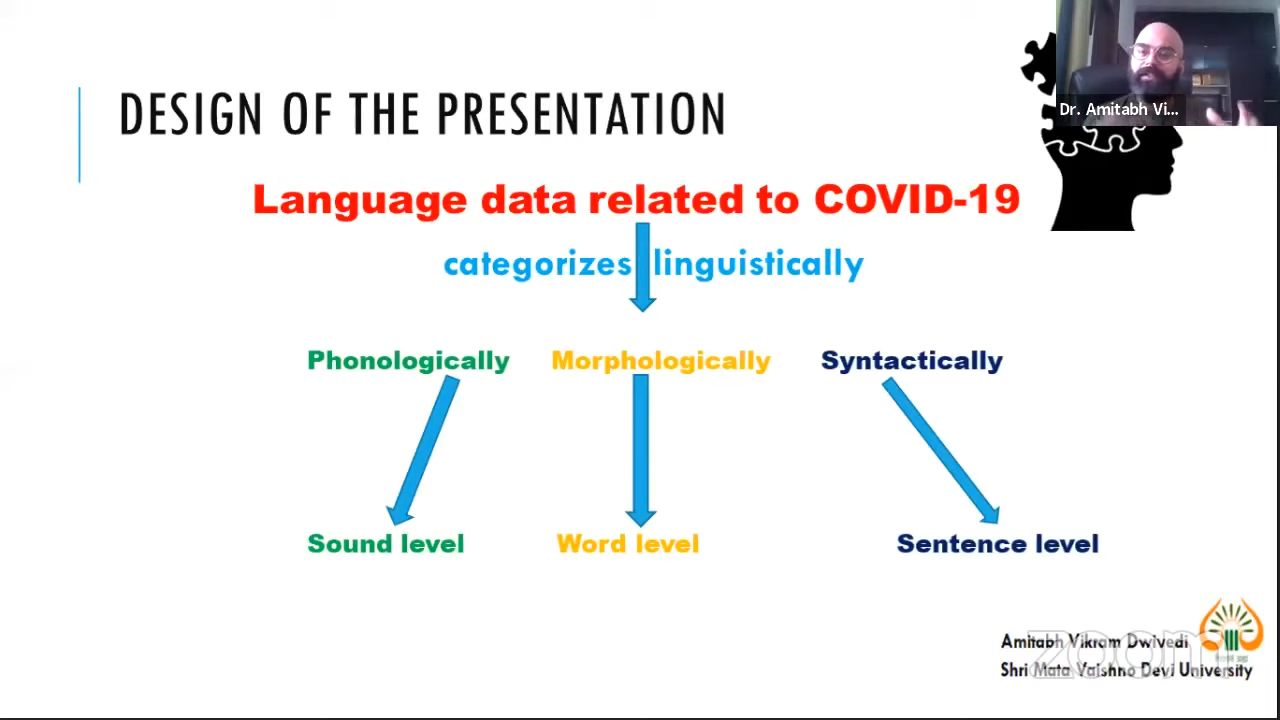 Dr. Amitabh Vi...
DESIGN OF THE PRESENTATION
Language data related to COVID-19
categorizes linguistically
Phonologically Morphologically Syntactically
Sound level Word level Sentence level
Amitabh Vikram Dwivedi
Shri Mata Vaishno Devi University
zoom